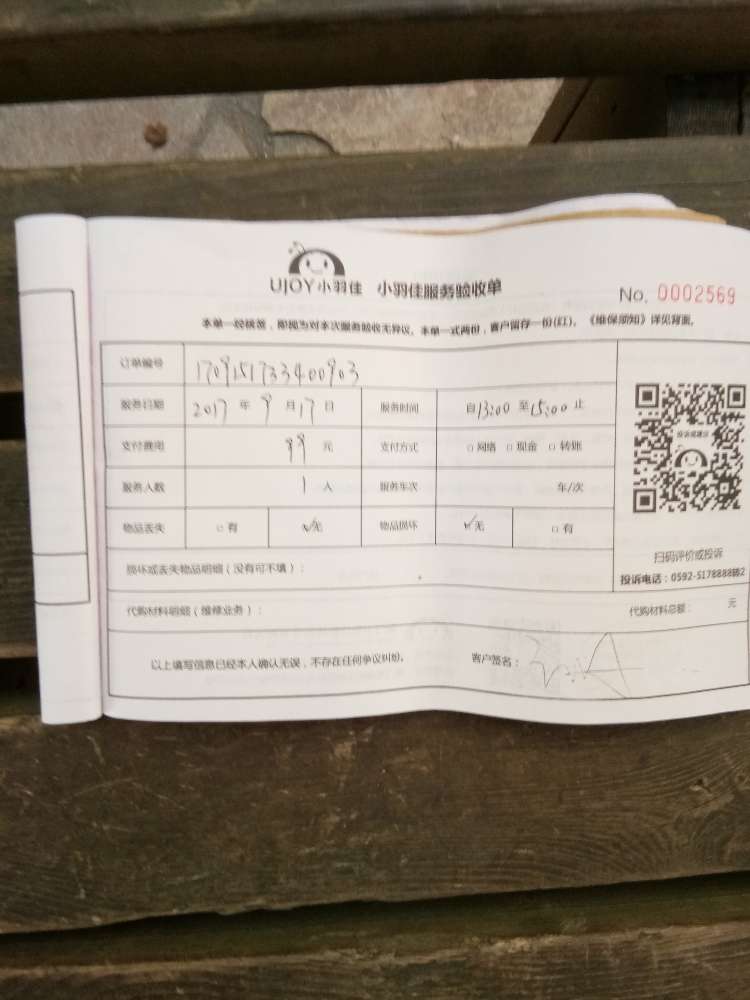 UJOY小羽佳 小羽佳服务验收单
No. 0002569
本单一经核签，即视为对本次服务验收无异议。本单一式两份，客户留存一份(红)。《维保须知》详见背面。
订单编号 1709151733400903
服务日期 2017年9月17日 服务时间 自13:00至15:00止
支付费用 99元 支付方式 □网络 □现金 □转账
服务人数 1人 服务车次 车/次
物品丢失 □有 ☑无 物品损坏 ☑无 □有
投诉或建议
扫码评价或投诉
投诉电话：0592-5178888转2
损坏或丢失物品明细（没有可不填）：
代购材料明细（维修业务）： 代购材料总额： 元
以上填写信息已经本人确认无误，不存在任何争议纠纷。 客户签名：